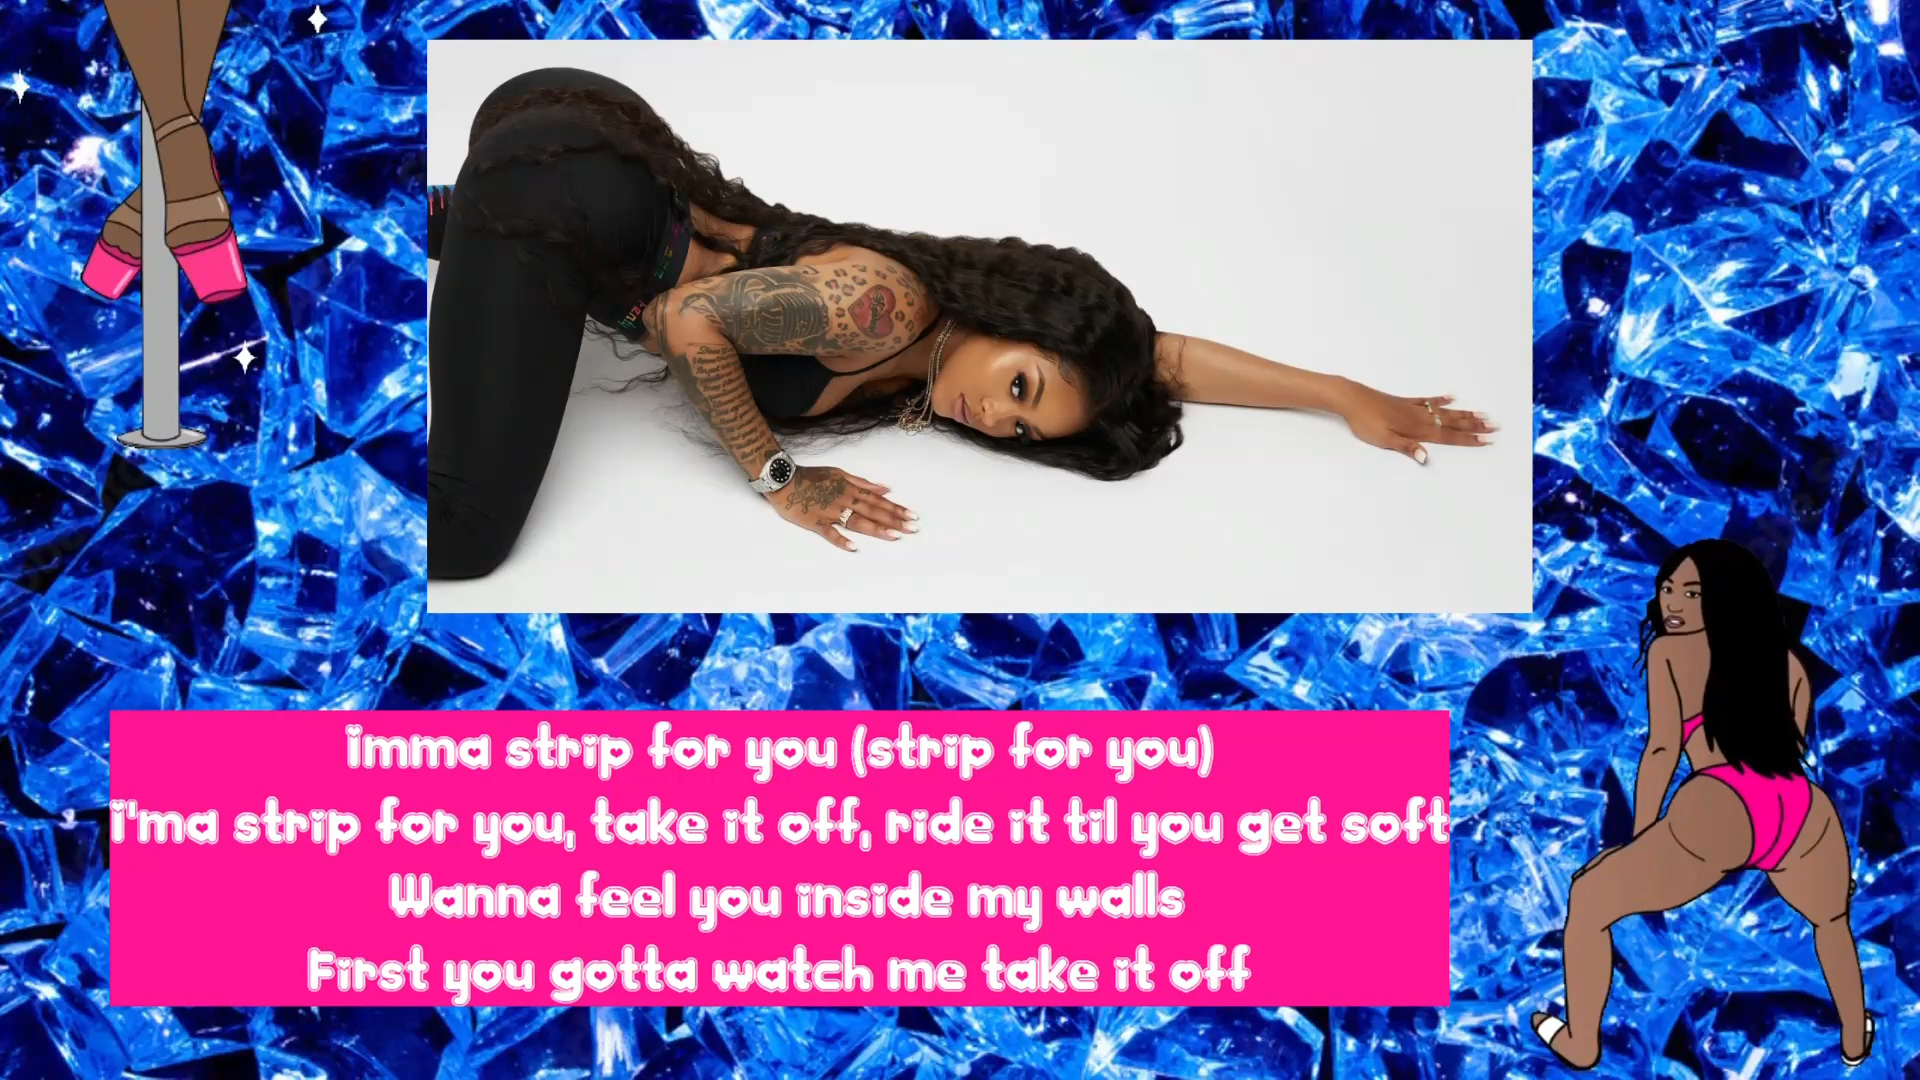 Imma strip for you (strip for you)
I'ma strip for you, take it off, ride it til you get soft
Wanna feel you inside my walls
First you gotta watch me take it off